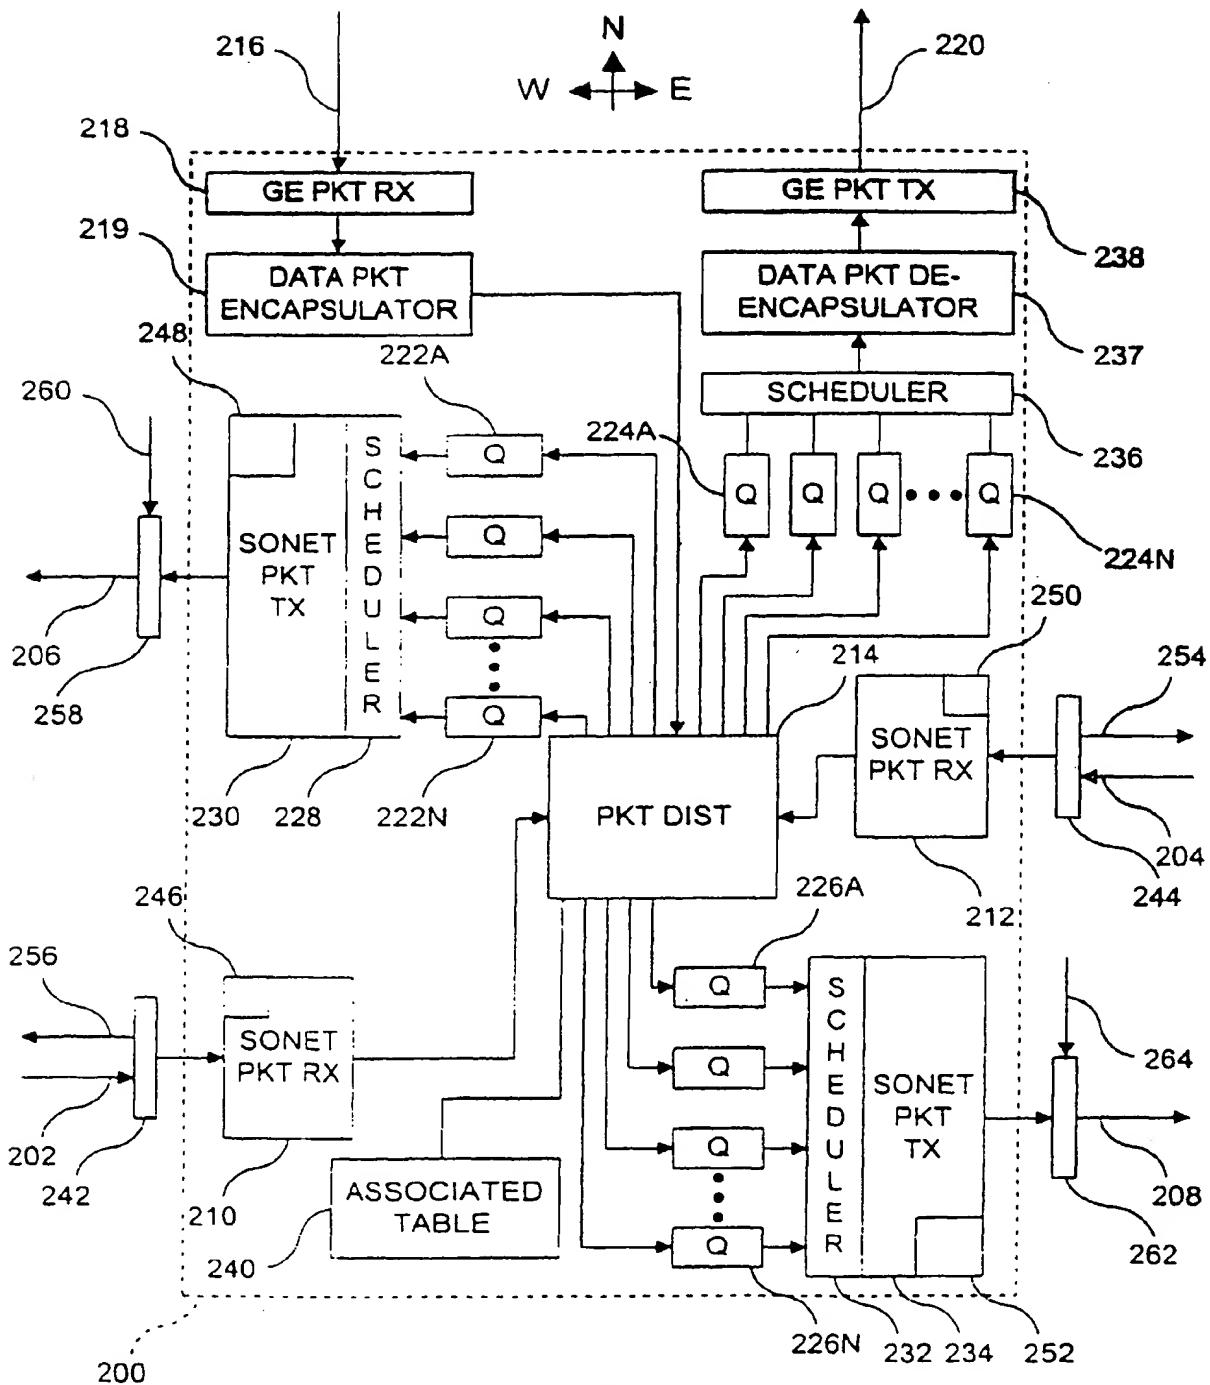 216
N
W
E
220
218
GE PKT RX
GE PKT TX
238
219
DATA PKT
ENCAPSULATOR
DATA PKT DE-
ENCAPSULATOR
237
248
222A
260
SCHEDULER
236
224A
SCHEDULER
Q
Q
Q
Q
Q
224N
SONET
PKT
TX
Q
Q
Q
206
258
250
214
254
230
228
222N
PKT DIST
SONET
PKT RX
204
244
212
246
226A
256
SONET
PKT RX
202
242
210
Q
Q
Q
Q
SCHEDULER
SONET
PKT
TX
264
208
262
ASSOCIATED
TABLE
240
226N
232
234
252
200